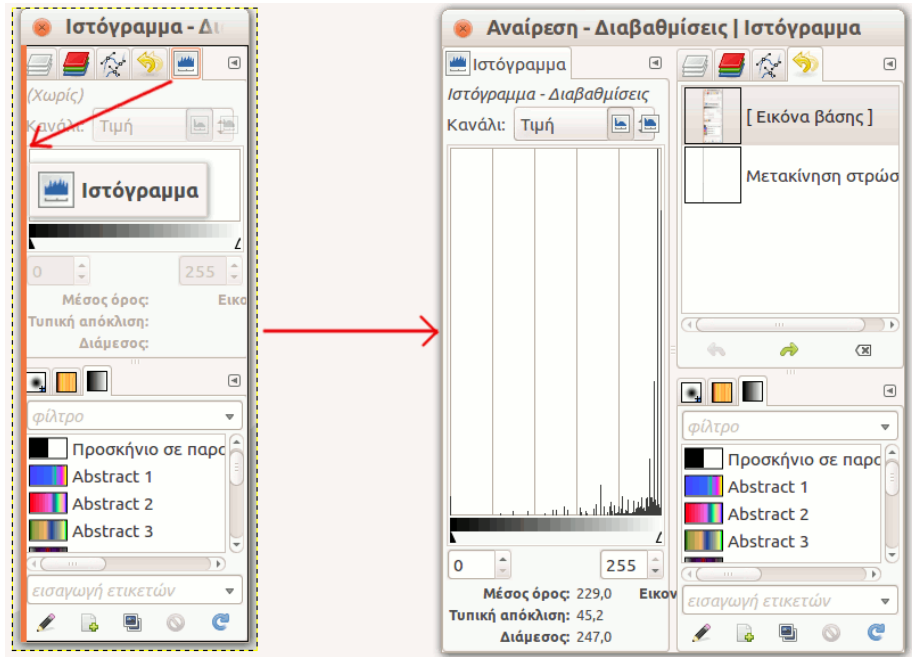 Ιστόγραμμα - Δι
(Χωρίς)
Κανάλι: Τιμή
Ιστόγραμμα
0 255
Μέσος όρος: Εικο
Τυπική απόκλιση:
Διάμεσος:
φίλτρο
Προσκήνιο σε παρα
Abstract 1
Abstract 2
Abstract 3
εισαγωγή ετικετών
Αναίρεση - Διαβαθμίσεις | Ιστόγραμμα
Ιστόγραμμα
Ιστόγραμμα - Διαβαθμίσεις
Κανάλι: Τιμή
0 255
Μέσος όρος: 229,0 Εικον
Τυπική απόκλιση: 45,2
Διάμεσος: 247,0
[ Εικόνα βάσης ]
Μετακίνηση στρώσ
φίλτρο
Προσκήνιο σε παρα
Abstract 1
Abstract 2
Abstract 3
εισαγωγή ετικετών